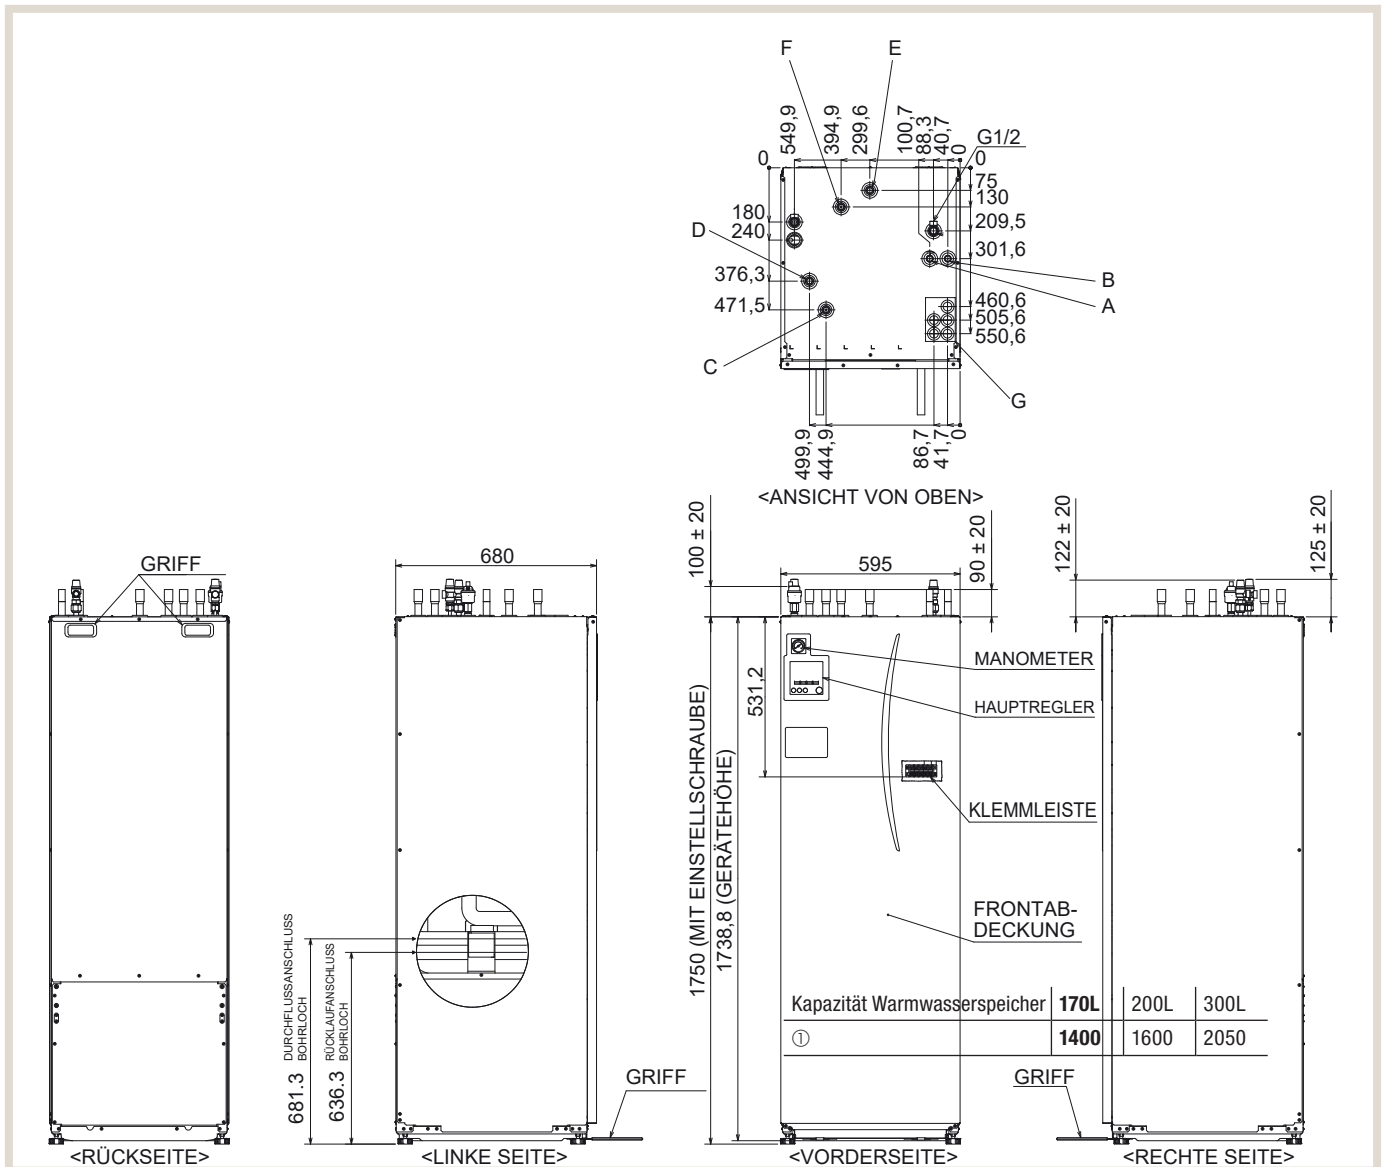 F E
549,9 394,9 299,6 100,7 88,3 40,7 0
G1/2
0 0
75
130
180 209,5
D 240 301,6
376,3 B
471,5 460,6 A
505,6
550,6
C G
499,9 444,9 86,7 41,7 0
<ANSICHT VON OBEN>
GRIFF 680 100 ± 20 595 90 ± 20 122 ± 20 125 ± 20
MANOMETER
HAUPTREGLER
531,2
KLEMMLEISTE
1750 (MIT EINSTELLSCHRAUBE)
1738,8 (GERÄTEHÖHE)
FRONTAB-
DECKUNG
681.3 DURCHFLUSSANSCHLUSS
BOHRLOCH
636.3 RÜCKLAUFANSCHLUSS
BOHRLOCH
Kapazität Warmwasserspeicher 170L 200L 300L
① 1400 1600 2050
GRIFF GRIFF
<RÜCKSEITE> <LINKE SEITE> <VORDERSEITE> <RECHTE SEITE>